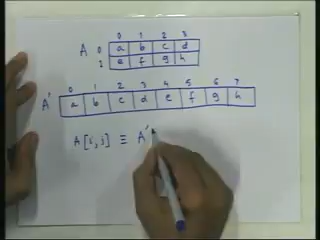 0 1 2 3
A 0 a b c d
1 e f g h
0 1 2 3 4 5 6 7
A' a b c d e f g h
A[i,j] ≡ A'